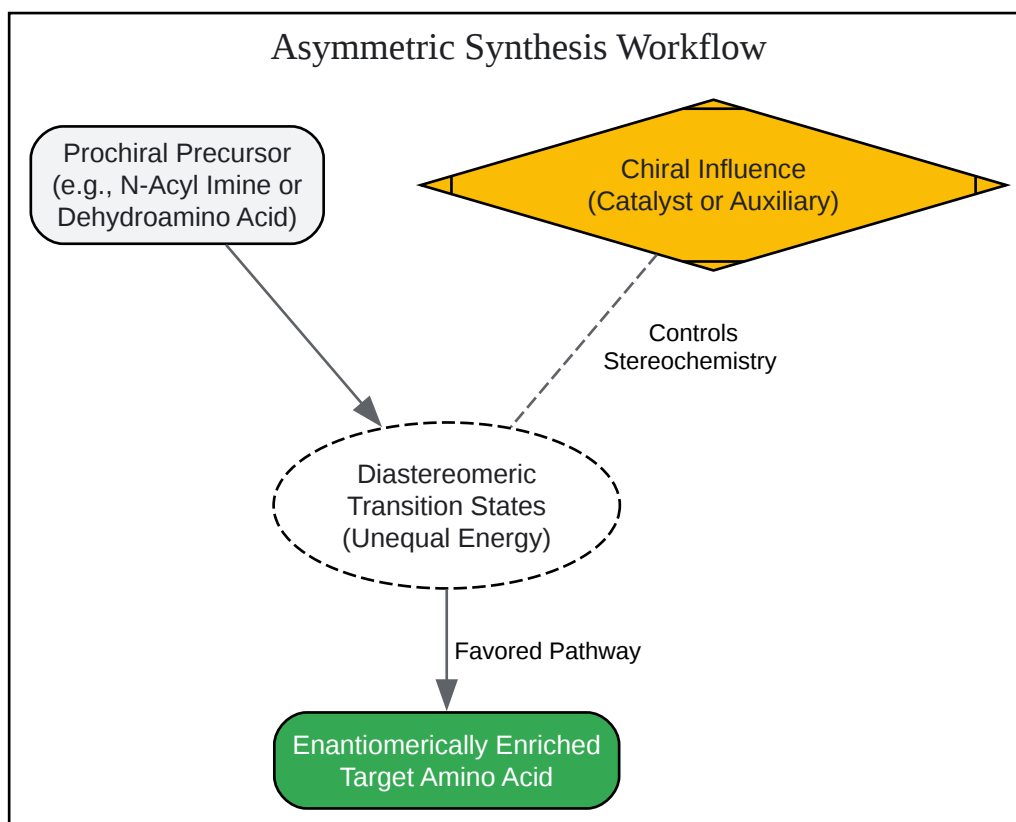 Asymmetric Synthesis Workflow
Prochiral Precursor
(e.g., N-Acyl Imine or
Dehydroamino Acid)
Chiral Influence
(Catalyst or Auxiliary)
Controls
Stereochemistry
Diastereomeric
Transition States
(Unequal Energy)
Favored Pathway
Enantiomerically Enriched
Target Amino Acid